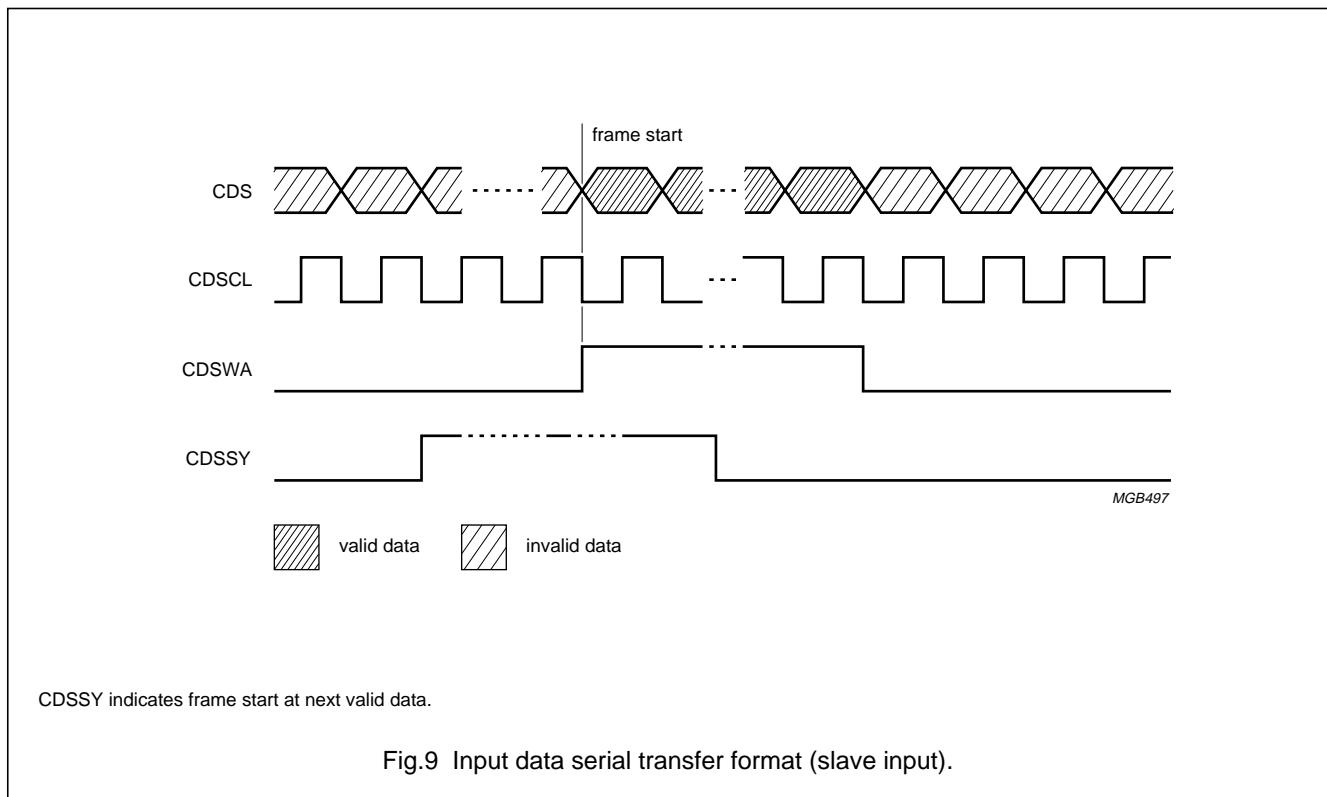 frame start
CDS
CDSCL
CDSWA
CDSSY
MGB497
valid data
invalid data
CDSSY indicates frame start at next valid data.
Fig.9 Input data serial transfer format (slave input).